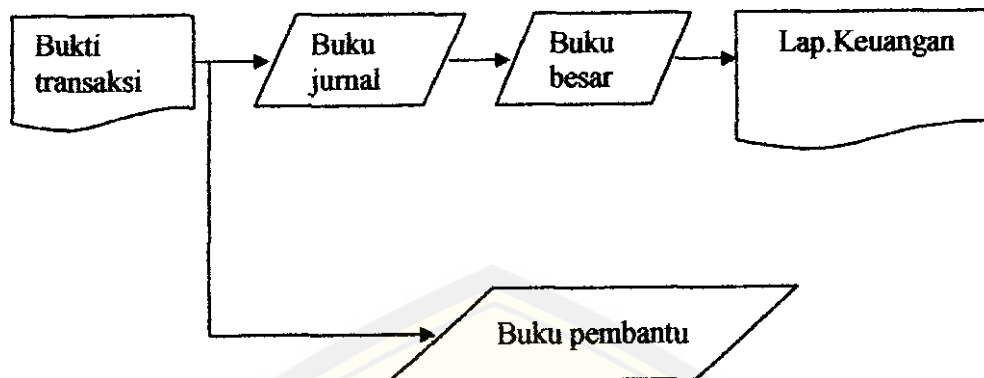 Bukti
transaksi
Buku
jurnal
Buku
besar
Lap.Keuangan
Buku pembantu